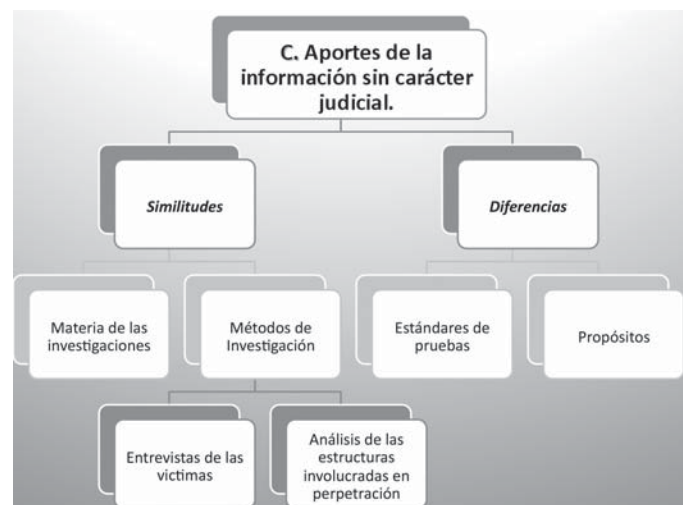 C. Aportes de la
información sin carácter
judicial.
Similitudes
Diferencias
Materia de las
investigaciones
Métodos de
Investigación
Estándares de
pruebas
Propósitos
Entrevistas de las
victimas
Análisis de las
estructuras
involucradas en
perpetración